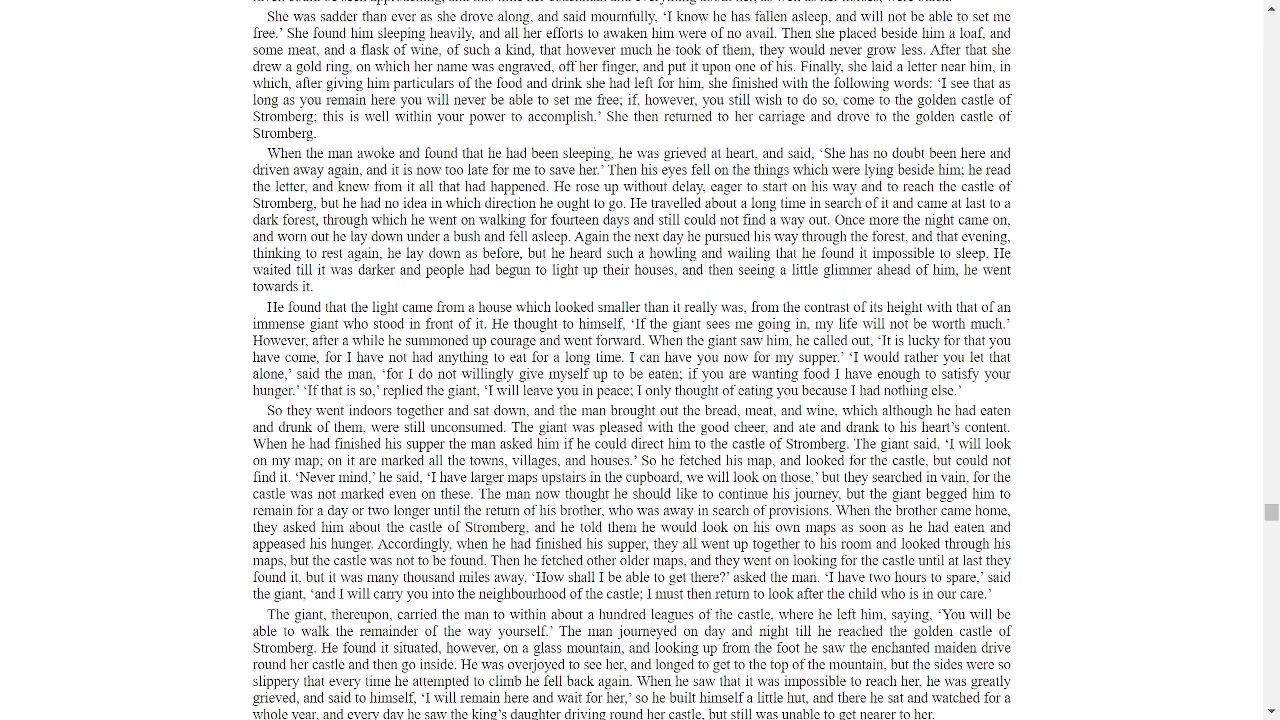 She was sadder than ever as she drove along, and said mournfully, ‘I know he has fallen asleep, and will not be able to set me
free.’ She found him sleeping heavily, and all her efforts to awaken him were of no avail. Then she placed beside him a loaf, and
some meat, and a flask of wine, of such a kind, that however much he took of them, they would never grow less. After that she
drew a gold ring, on which her name was engraved, off her finger, and put it upon one of his. Finally, she laid a letter near him, in
which, after giving him particulars of the food and drink she had left for him, she finished with the following words: ‘I see that as
long as you remain here you will never be able to set me free; if, however, you still wish to do so, come to the golden castle of
Stromberg; this is well within your power to accomplish.’ She then returned to her carriage and drove to the golden castle of
Stromberg.
When the man awoke and found that he had been sleeping, he was grieved at heart, and said, ‘She has no doubt been here and
driven away again, and it is now too late for me to save her.’ Then his eyes fell on the things which were lying beside him; he read
the letter, and knew from it all that had happened. He rose up without delay, eager to start on his way and to reach the castle of
Stromberg, but he had no idea in which direction he ought to go. He travelled about a long time in search of it and came at last to a
dark forest, through which he went on walking for fourteen days and still could not find a way out. Once more the night came on,
and worn out he lay down under a bush and fell asleep. Again the next day he pursued his way through the forest, and that evening,
thinking to rest again, he lay down as before, but he heard such a howling and wailing that he found it impossible to sleep. He
waited till it was darker and people had begun to light up their houses, and then seeing a little glimmer ahead of him, he went
towards it.
He found that the light came from a house which looked smaller than it really was, from the contrast of its height with that of an
immense giant who stood in front of it. He thought to himself, ‘If the giant sees me going in, my life will not be worth much.’
However, after a while he summoned up courage and went forward. When the giant saw him, he called out, ‘It is lucky for that you
have come, for I have not had anything to eat for a long time. I can have you now for my supper.’ ‘I would rather you let that
alone,’ said the man, ‘for I do not willingly give myself up to be eaten; if you are wanting food I have enough to satisfy your
hunger.’ ‘If that is so,’ replied the giant, ‘I will leave you in peace; I only thought of eating you because I had nothing else.’
So they went indoors together and sat down, and the man brought out the bread, meat, and wine, which although he had eaten
and drunk of them, were still unconsumed. The giant was pleased with the good cheer, and ate and drank to his heart’s content.
When he had finished his supper the man asked him if he could direct him to the castle of Stromberg. The giant said, ‘I will look
on my map; on it are marked all the towns, villages, and houses.’ So he fetched his map, and looked for the castle, but could not
find it. ‘Never mind,’ he said, ‘I have larger maps upstairs in the cupboard, we will look on those,’ but they searched in vain, for the
castle was not marked even on these. The man now thought he should like to continue his journey, but the giant begged him to
remain for a day or two longer until the return of his brother, who was away in search of provisions. When the brother came home,
they asked him about the castle of Stromberg, and he told them he would look on his own maps as soon as he had eaten and
appeased his hunger. Accordingly, when he had finished his supper, they all went up together to his room and looked through his
maps, but the castle was not to be found. Then he fetched other older maps, and they went on looking for the castle until at last they
found it, but it was many thousand miles away. ‘How shall I be able to get there?’ asked the man. ‘I have two hours to spare,’ said
the giant, ‘and I will carry you into the neighbourhood of the castle; I must then return to look after the child who is in our care.’
The giant, thereupon, carried the man to within about a hundred leagues of the castle, where he left him, saying, ‘You will be
able to walk the remainder of the way yourself.’ The man journeyed on day and night till he reached the golden castle of
Stromberg. He found it situated, however, on a glass mountain, and looking up from the foot he saw the enchanted maiden drive
round her castle and then go inside. He was overjoyed to see her, and longed to get to the top of the mountain, but the sides were so
slippery that every time he attempted to climb he fell back again. When he saw that it was impossible to reach her, he was greatly
grieved, and said to himself, ‘I will remain here and wait for her,’ so he built himself a little hut, and there he sat and watched for a
whole year, and every day he saw the king’s daughter driving round her castle, but still was unable to get nearer to her.